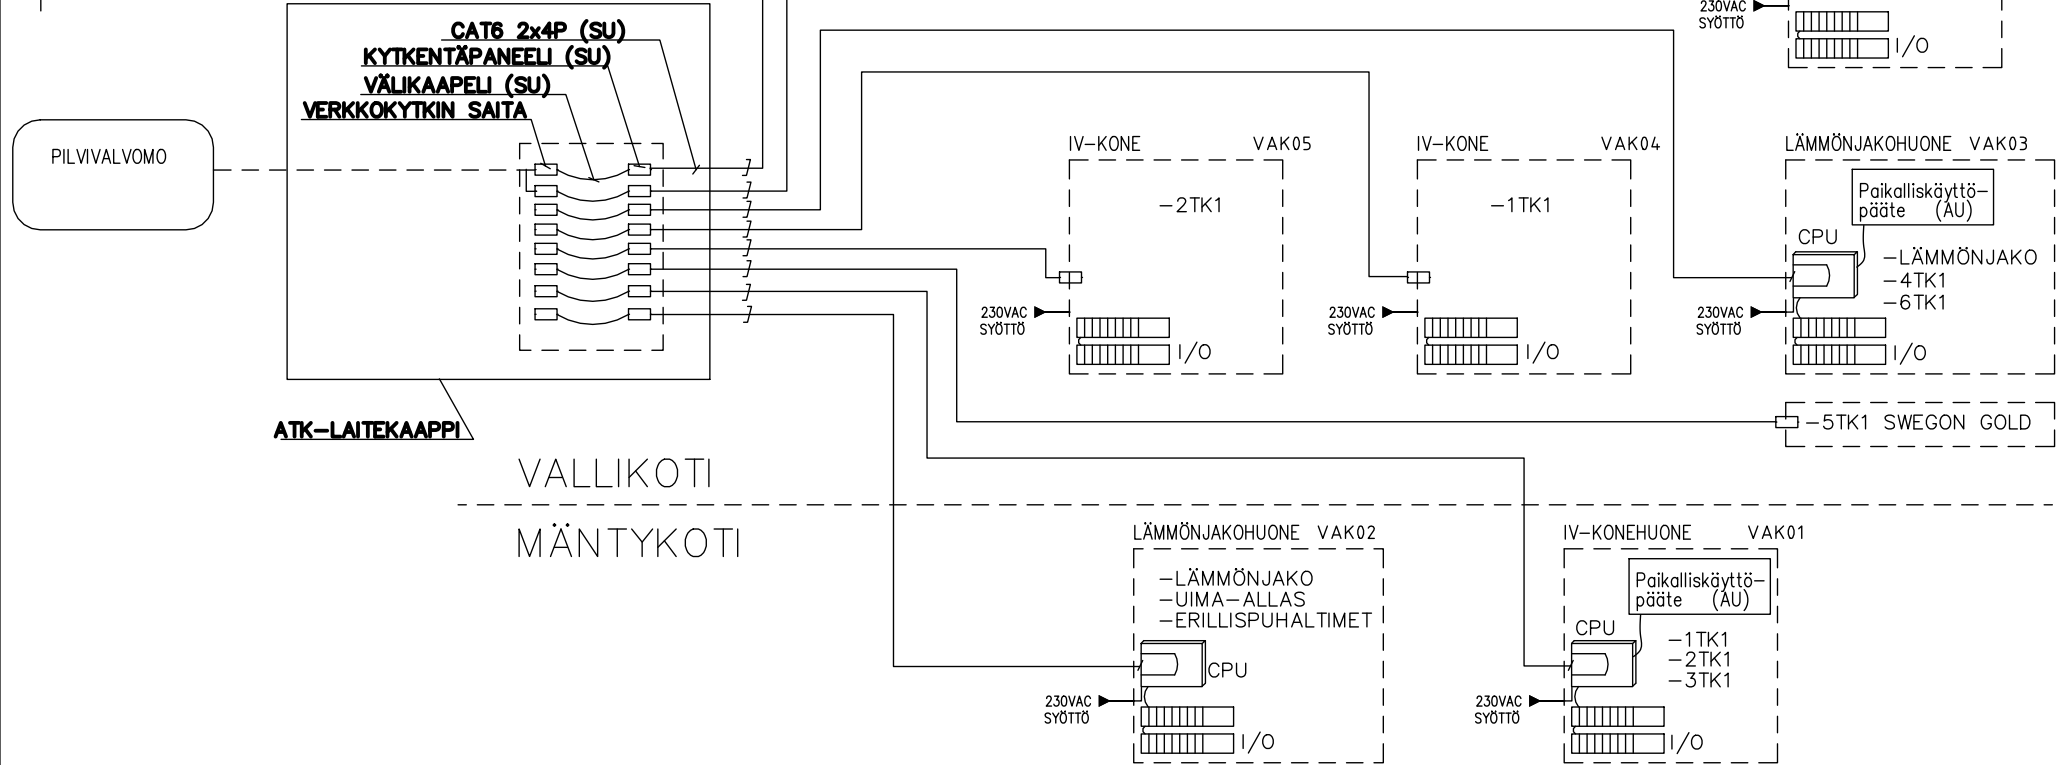 230VAC
SYÖTTÖ
I/O
CAT6 2x4P (SU)
KYTKENTÄPANEELI (SU)
VÄLIKAAPELI (SU)
VERKKOKYTKIN SAITA
PILVIVALVOMO
ATK-LAITEKAAPPI
IV-KONE VAK05
-2TK1
230VAC
SYÖTTÖ
I/O
IV-KONE VAK04
-1TK1
230VAC
SYÖTTÖ
I/O
LÄMMÖNJAKOHUONE VAK03
Paikalliskäyttö-
pääte (AU)
CPU
-LÄMMÖNJAKO
-4TK1
-6TK1
230VAC
SYÖTTÖ
I/O
-5TK1 SWEGON GOLD
VALLIKOTI
MÄNTYKOTI
LÄMMÖNJAKOHUONE VAK02
-LÄMMÖNJAKO
-UIMA-ALLAS
-ERILLISPUHALTIMET
CPU
230VAC
SYÖTTÖ
I/O
IV-KONEHUONE VAK01
Paikalliskäyttö-
pääte (AU)
CPU
-1TK1
-2TK1
-3TK1
230VAC
SYÖTTÖ
I/O